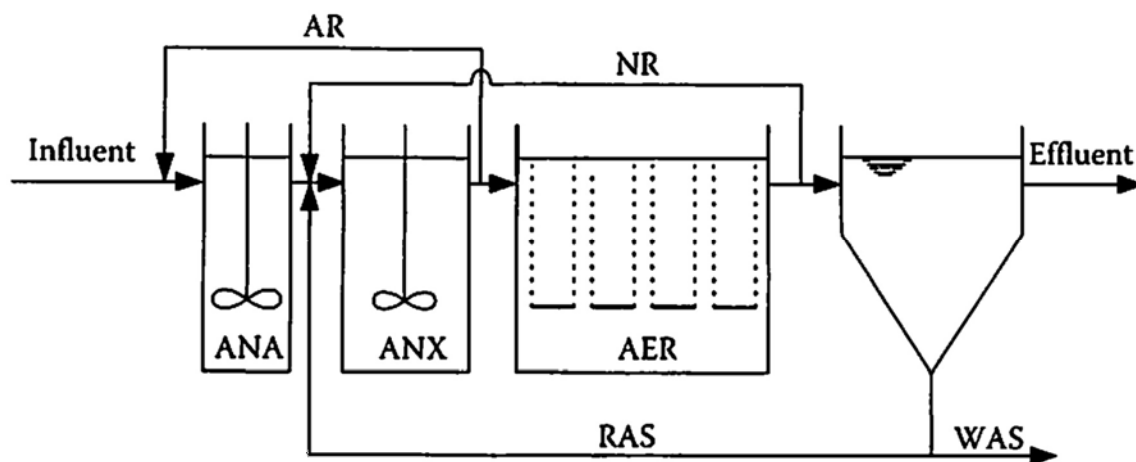 AR
NR
Influent
Effluent
ANA
ANX
AER
RAS
WAS